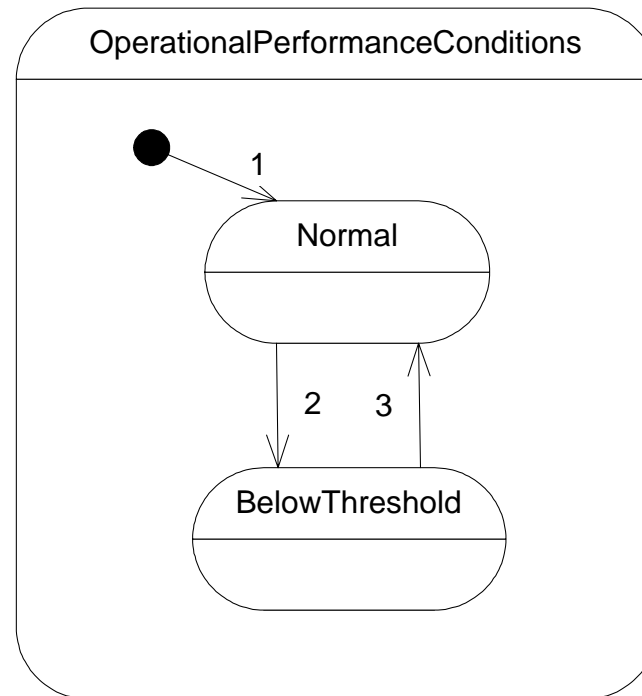 OperationalPerformanceConditions
1
Normal
2 3
BelowThreshold